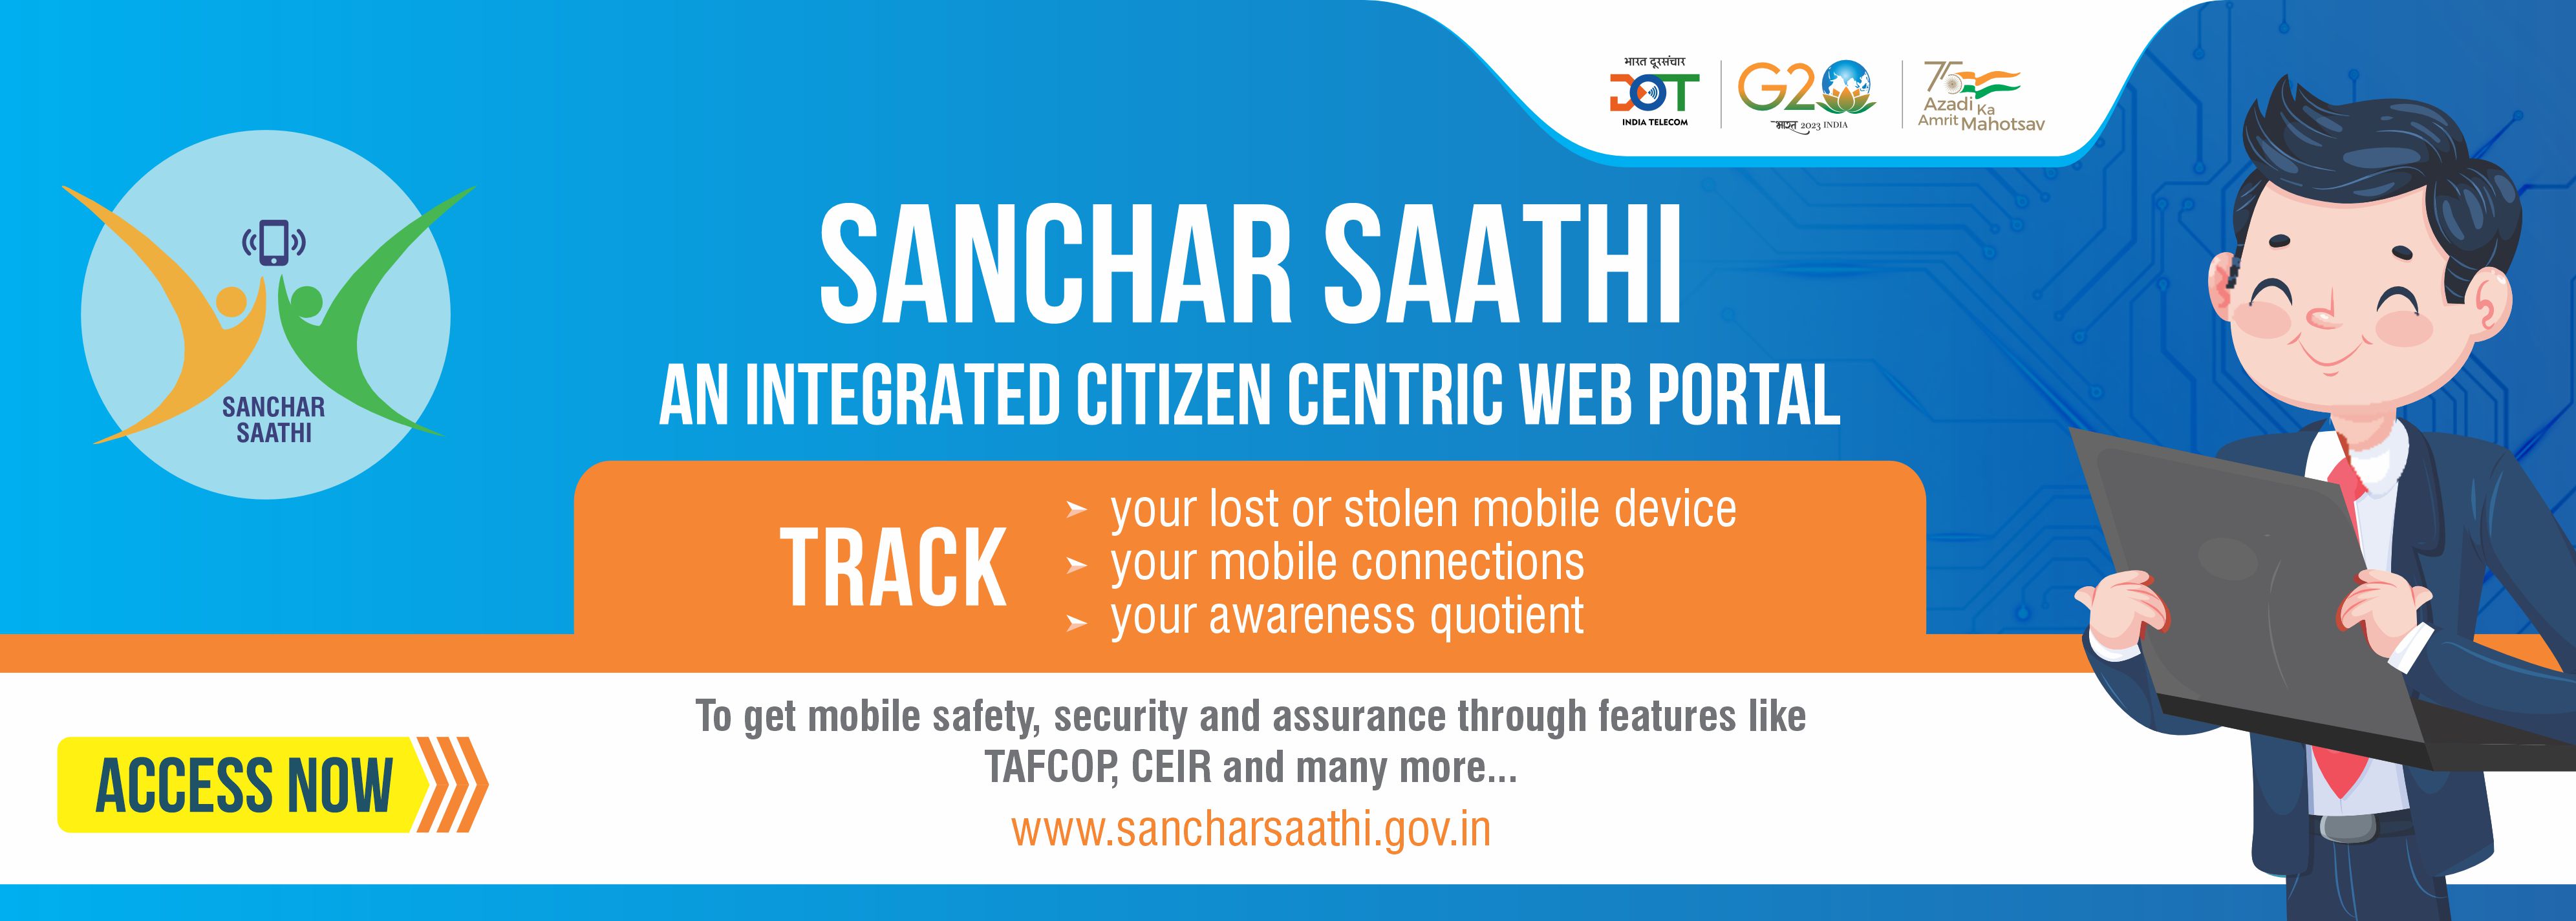 भारत दूरसंचार
DOT
INDIA TELECOM
G20
भारत 2023 INDIA
75
Azadi Ka
Amrit Mahotsav
SANCHAR SAATHI
AN INTEGRATED CITIZEN CENTRIC WEB PORTAL
SANCHAR
SAATHI
TRACK
➢ your lost or stolen mobile device
➢ your mobile connections
➢ your awareness quotient
To get mobile safety, security and assurance through features like
TAFCOP, CEIR and many more...
www.sancharsaathi.gov.in
ACCESS NOW